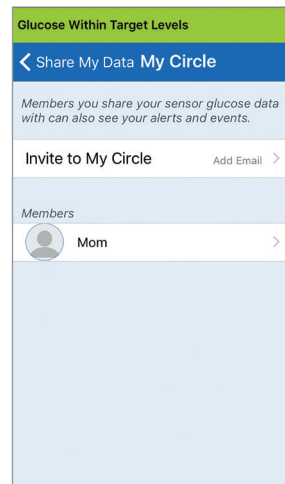 Glucose Within Target Levels
Share My Data My Circle
Members you share your sensor glucose data
with can also see your alerts and events.
Invite to My Circle Add Email
Members
Mom